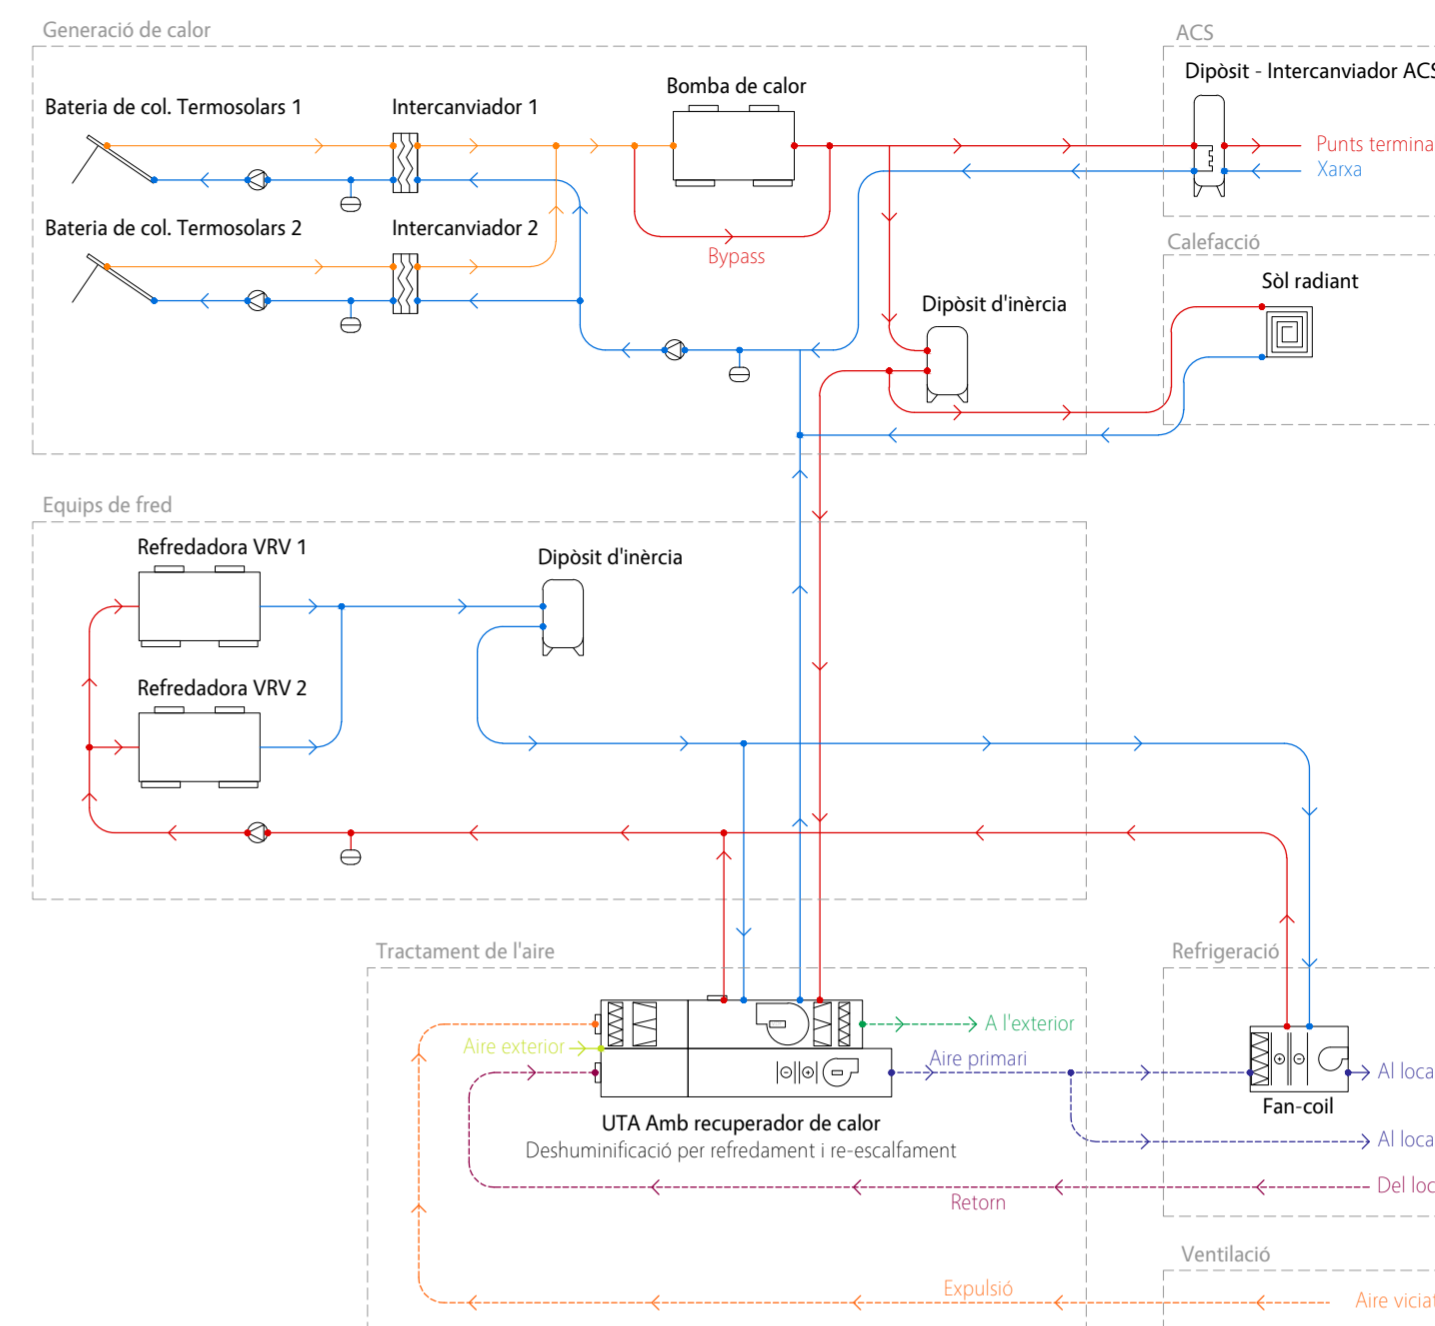 Generació de calor
ACS
Bomba de calor
Dipòsit - Intercanviador ACS
Bateria de col. Termosolars 1
Intercanviador 1
Punts termina
Xarxa
Bateria de col. Termosolars 2
Intercanviador 2
Bypass
Calefacció
Sòl radiant
Dipòsit d'inèrcia
Equips de fred
Refredadora VRV 1
Dipòsit d'inèrcia
Refredadora VRV 2
Tractament de l'aire
Refrigeració
A l'exterior
Aire exterior
Aire primari
Al loca
Fan-coil
UTA Amb recuperador de calor
Deshuminificació per refredament i re-escalfament
Al loca
Del loc
Retorn
Ventilació
Expulsió
Aire viciat